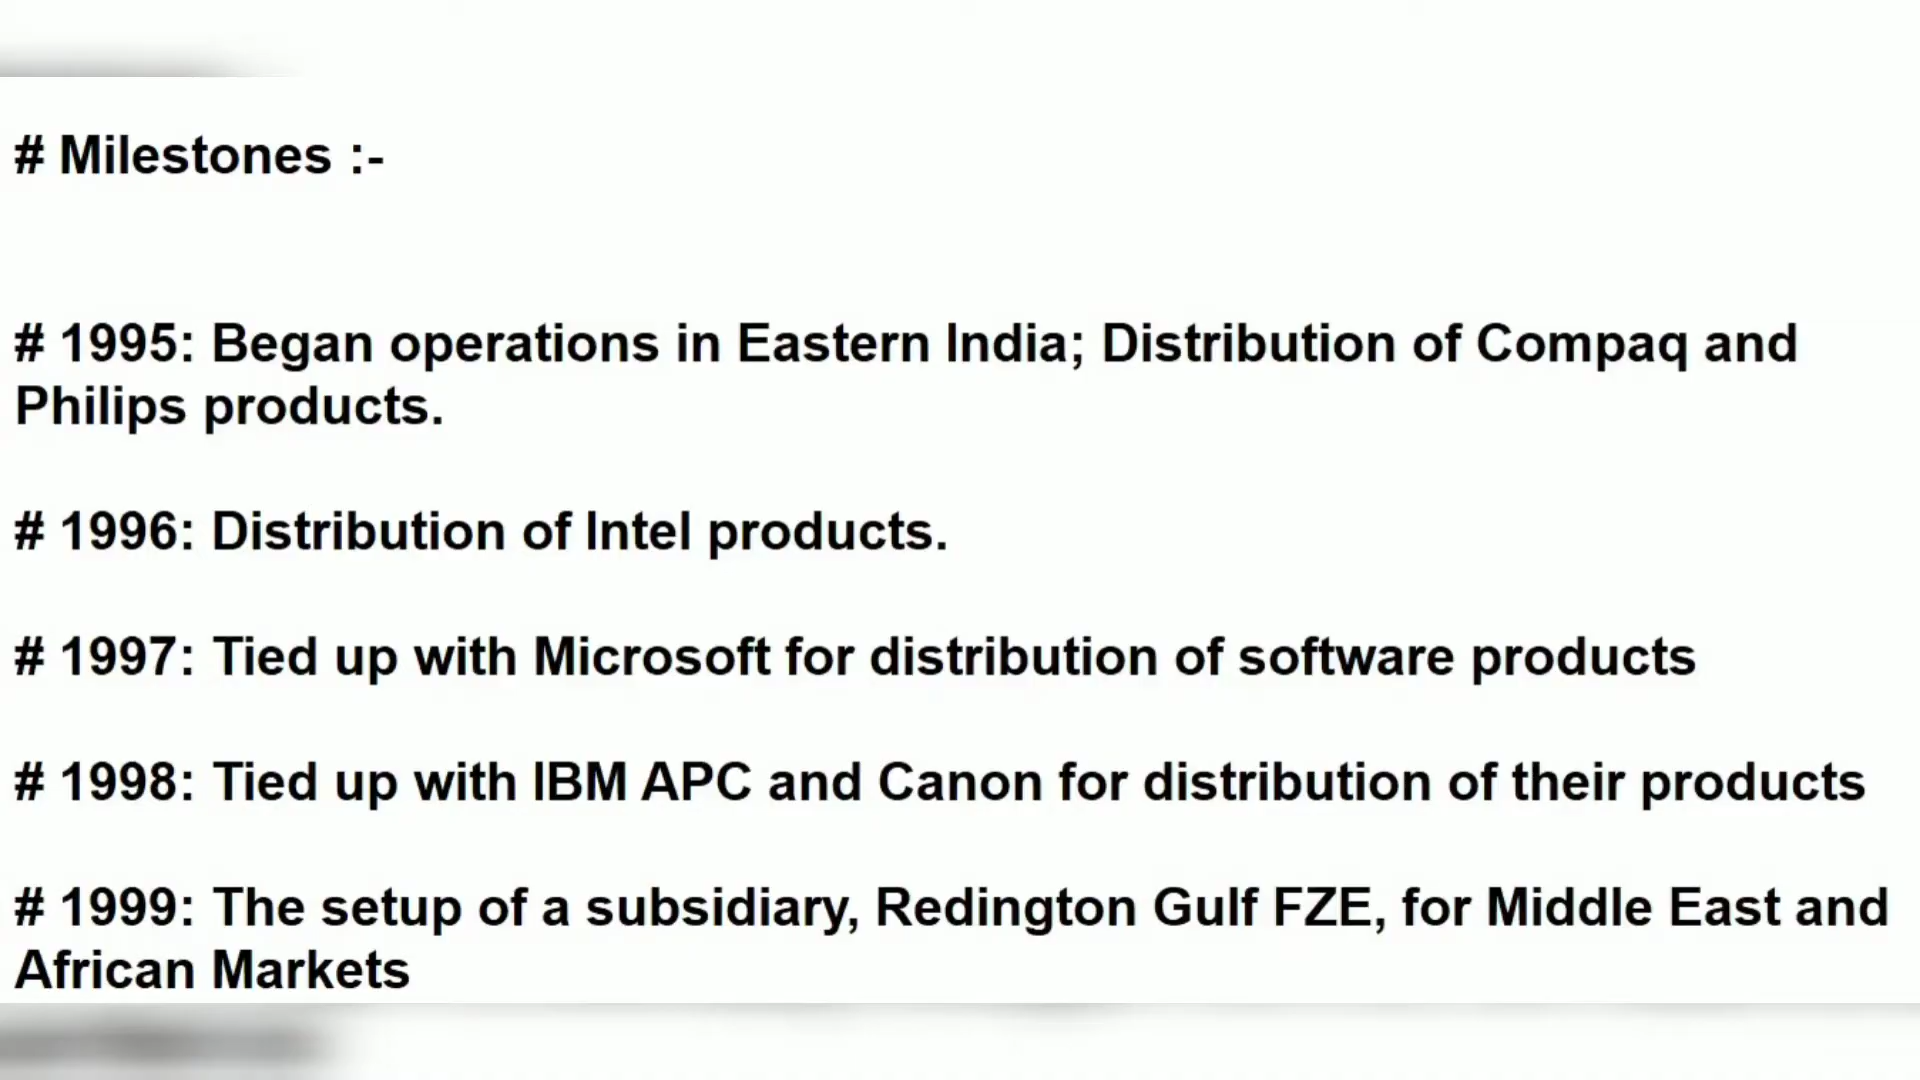 # Milestones :-
# 1995: Began operations in Eastern India; Distribution of Compaq and
Philips products.
# 1996: Distribution of Intel products.
# 1997: Tied up with Microsoft for distribution of software products
# 1998: Tied up with IBM APC and Canon for distribution of their products
# 1999: The setup of a subsidiary, Redington Gulf FZE, for Middle East and
African Markets